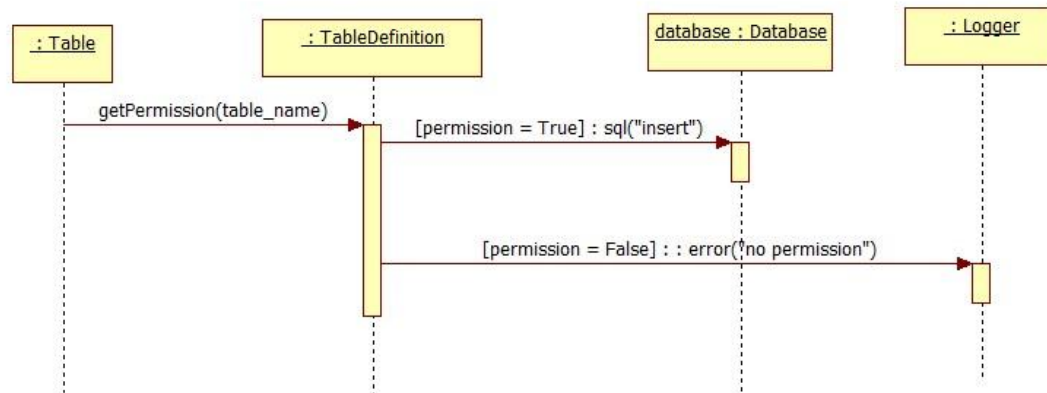 : Table
: TableDefinition
database : Database
: Logger
getPermission(table_name)
[permission = True] : sql("insert")
[permission = False] : : error("no permission")